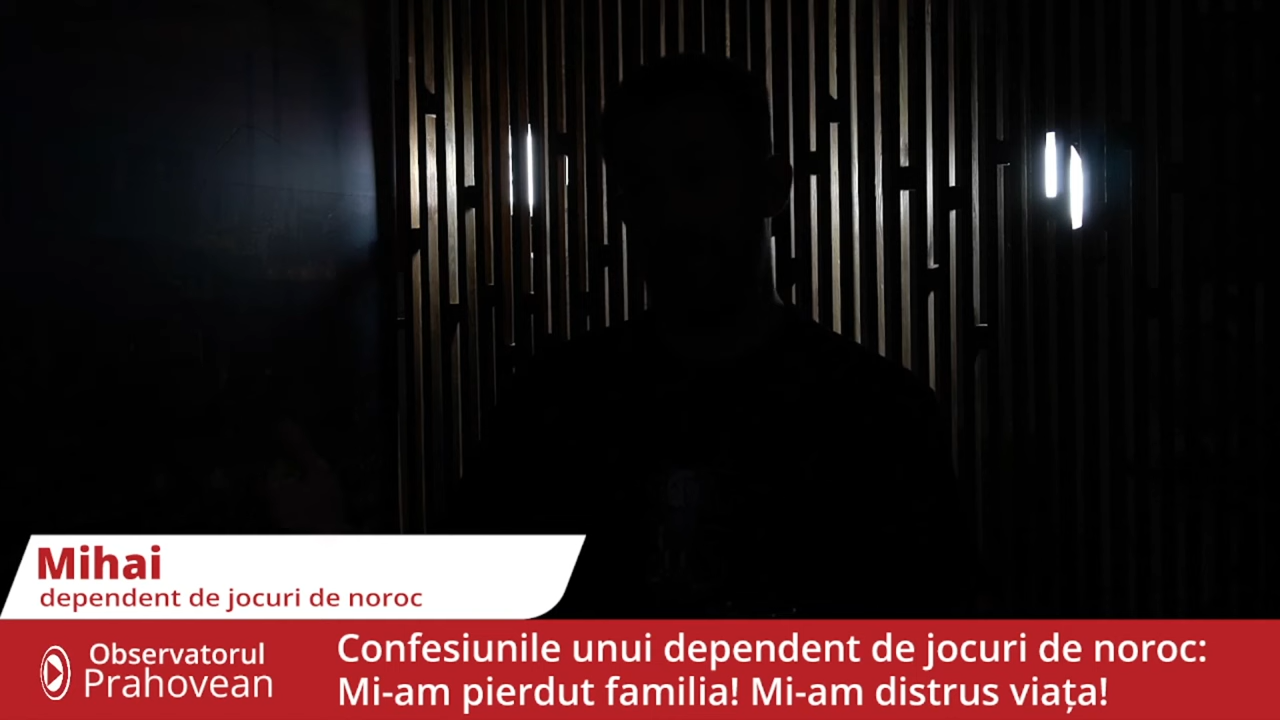 Mihai
dependent de jocuri de noroc
Observatorul
Prahovean
Confesiunile unui dependent de jocuri de noroc:
Mi-am pierdut familia! Mi-am distrus viața!